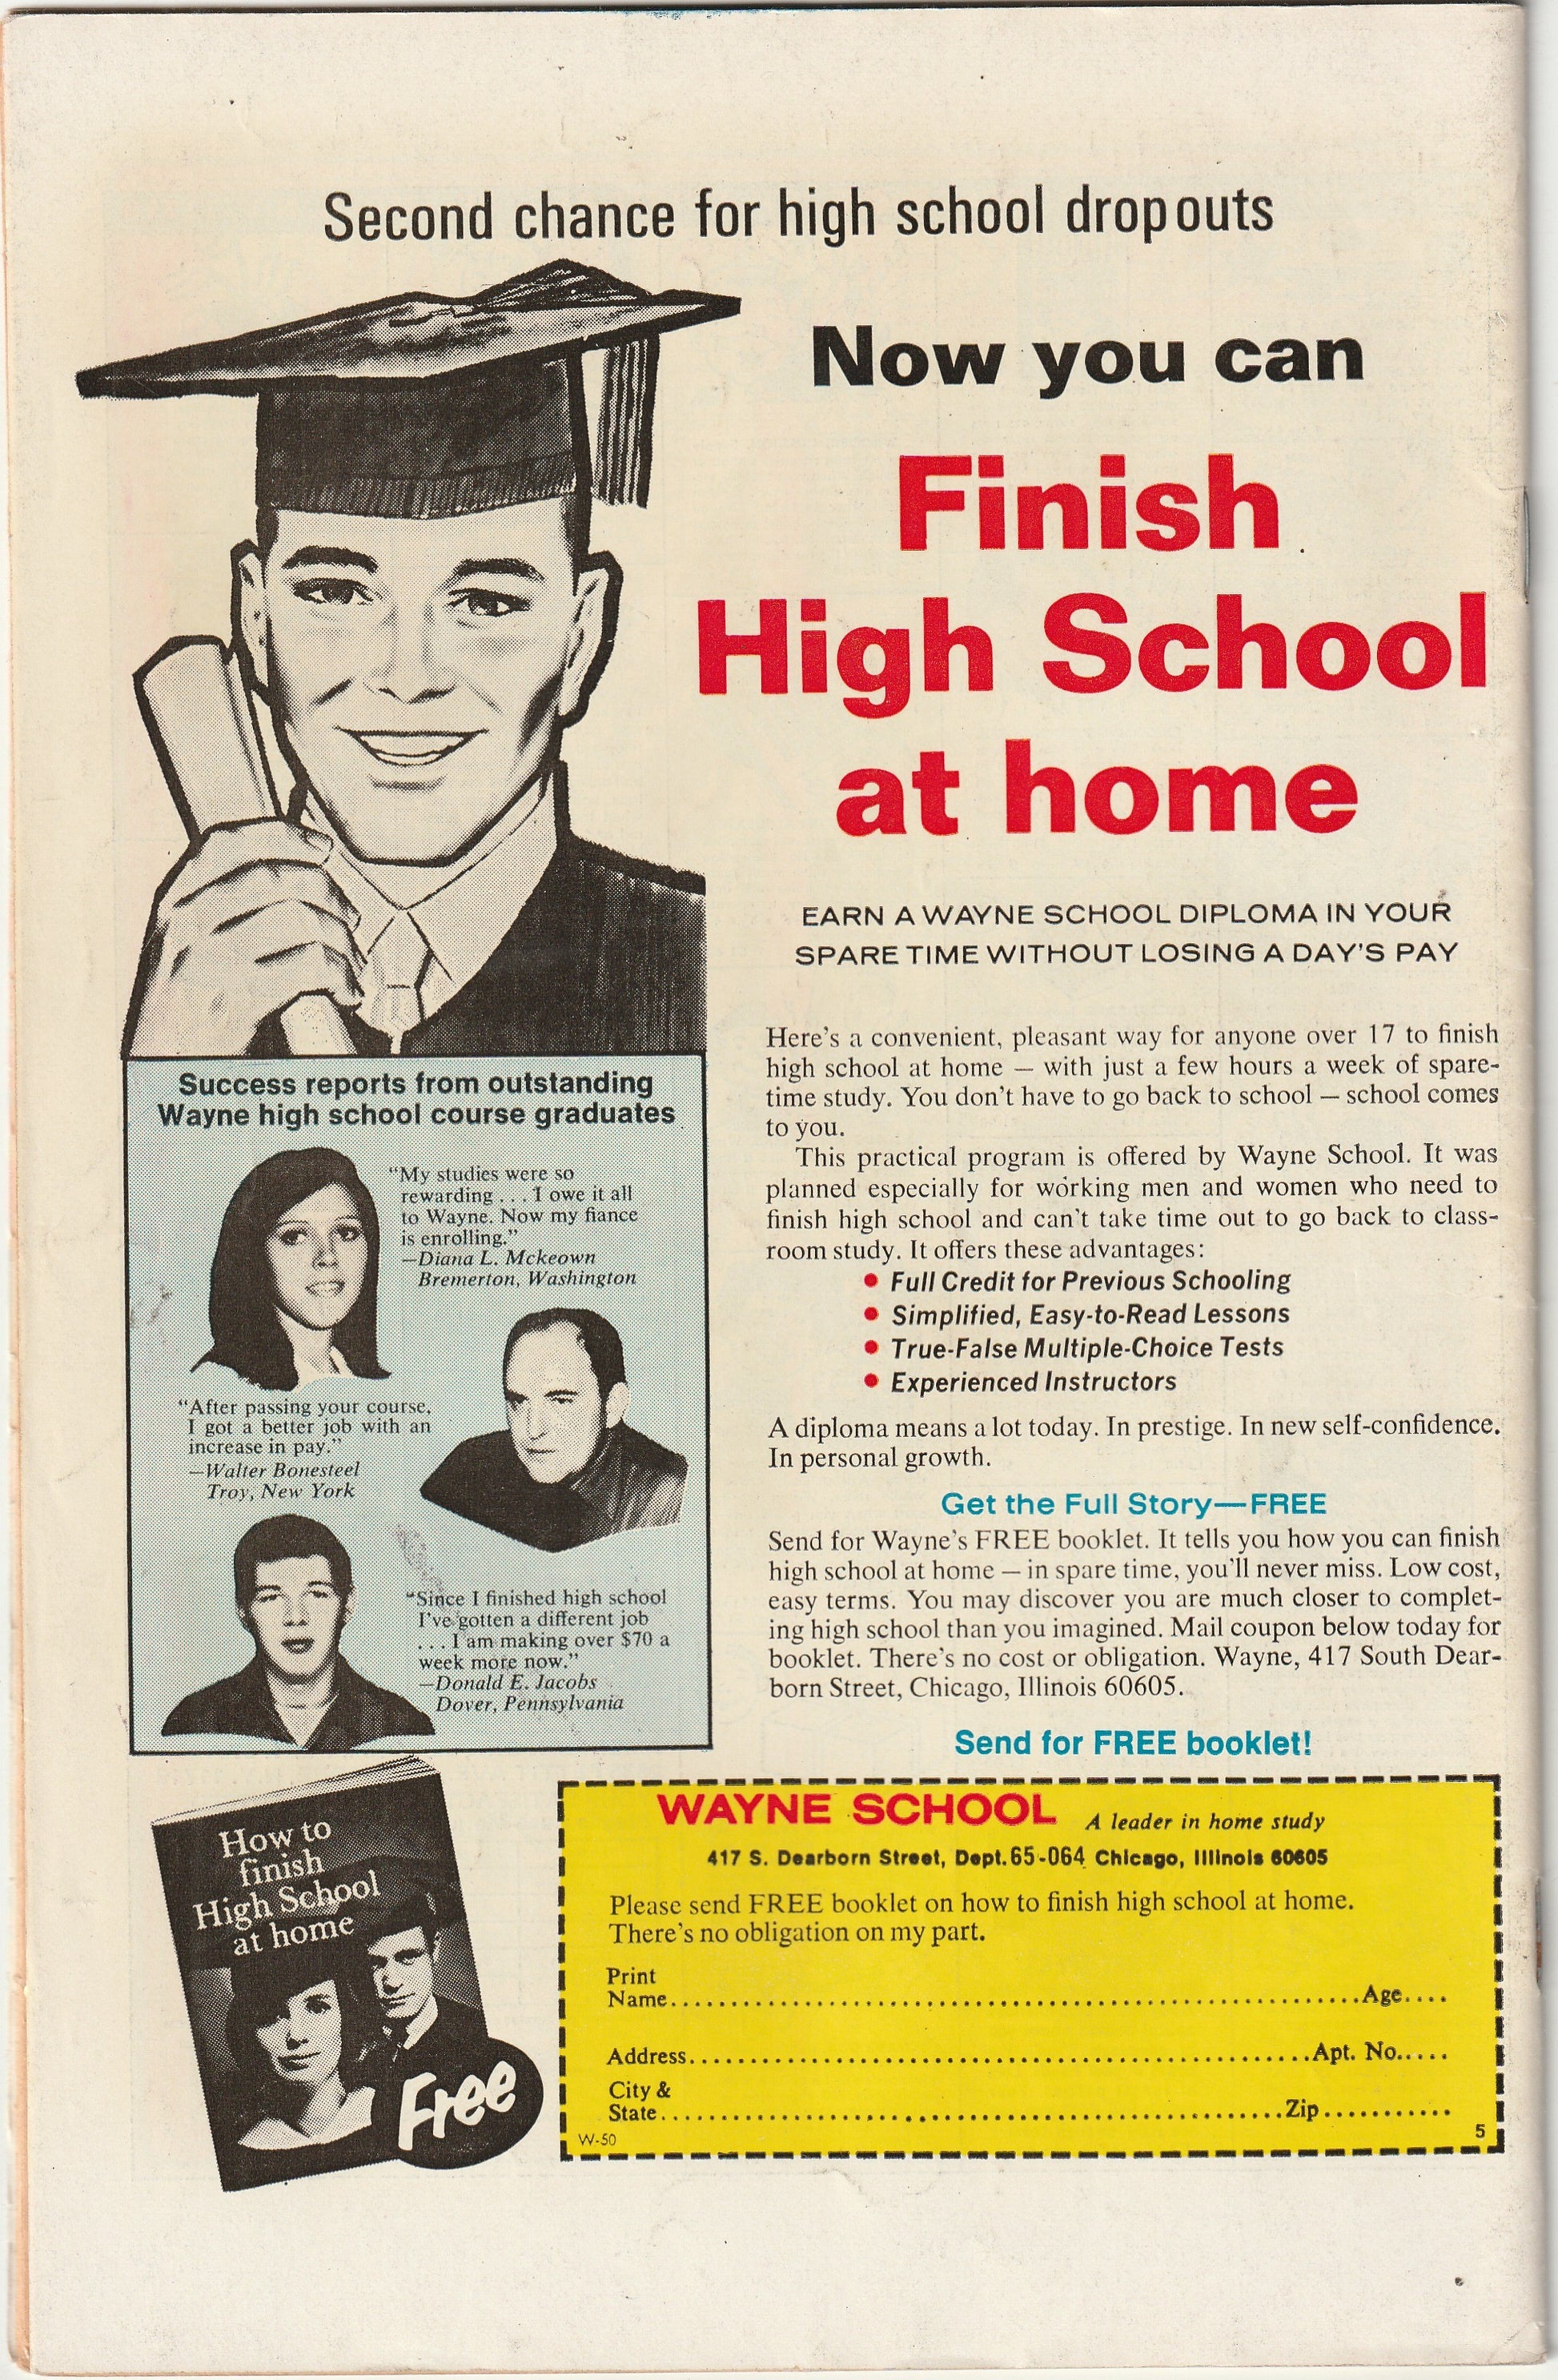 Second chance for high school dropouts
Now you can
Finish
High School
at home
EARN A WAYNE SCHOOL DIPLOMA IN YOUR
SPARE TIME WITHOUT LOSING A DAY'S PAY
Here's a convenient, pleasant way for anyone over 17 to finish
high school at home — with just a few hours a week of spare-
time study. You don't have to go back to school — school comes
to you.
This practical program is offered by Wayne School. It was
planned especially for working men and women who need to
finish high school and can't take time out to go back to class-
room study. It offers these advantages:
• Full Credit for Previous Schooling
• Simplified, Easy-to-Read Lessons
• True-False Multiple-Choice Tests
• Experienced Instructors
A diploma means a lot today. In prestige. In new self-confidence.
In personal growth.
Get the Full Story—FREE
Send for Wayne's FREE booklet. It tells you how you can finish
high school at home — in spare time, you'll never miss. Low cost,
easy terms. You may discover you are much closer to complet-
ing high school than you imagined. Mail coupon below today for
booklet. There's no cost or obligation. Wayne, 417 South Dear-
born Street, Chicago, Illinois 60605.
Send for FREE booklet!
Success reports from outstanding
Wayne high school course graduates
"My studies were so
rewarding . . . I owe it all
to Wayne. Now my fiance
is enrolling."
—Diana L. Mckeown
Bremerton, Washington
"After passing your course,
I got a better job with an
increase in pay."
—Walter Bonesteel
Troy, New York
"Since I finished high school
I've gotten a different job
. . . I am making over $70 a
week more now."
—Donald E. Jacobs
Dover, Pennsylvania
How to
finish
High School
at home
Free
WAYNE SCHOOL A leader in home study
417 S. Dearborn Street, Dept. 65-064 Chicago, Illinois 60605
Please send FREE booklet on how to finish high school at home.
There's no obligation on my part.
Print
Name..........Age....
Address..........Apt. No.....
City &
State..........Zip...........
W-50 5